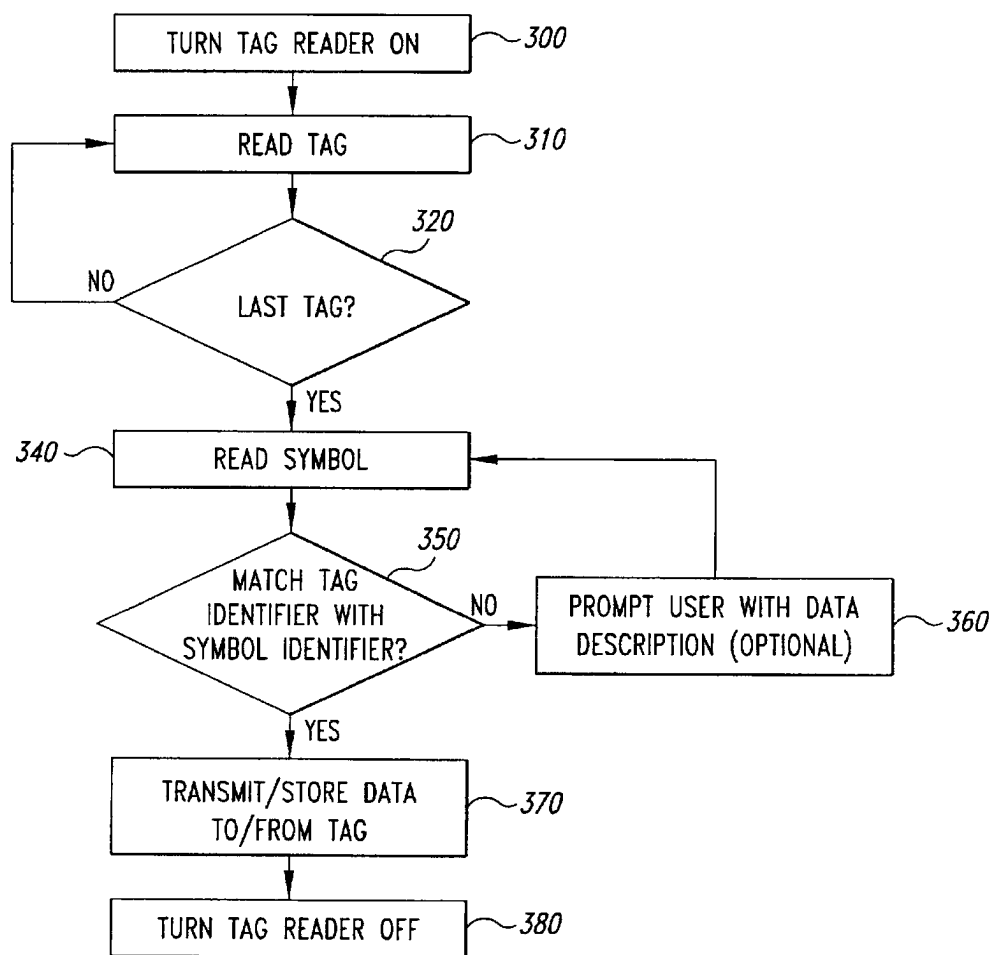 TURN TAG READER ON
300
READ TAG
310
320
NO
LAST TAG?
YES
340
READ SYMBOL
350
MATCH TAG
IDENTIFIER WITH
SYMBOL IDENTIFIER?
NO
PROMPT USER WITH DATA
DESCRIPTION (OPTIONAL)
360
YES
TRANSMIT/STORE DATA
TO/FROM TAG
370
TURN TAG READER OFF
380